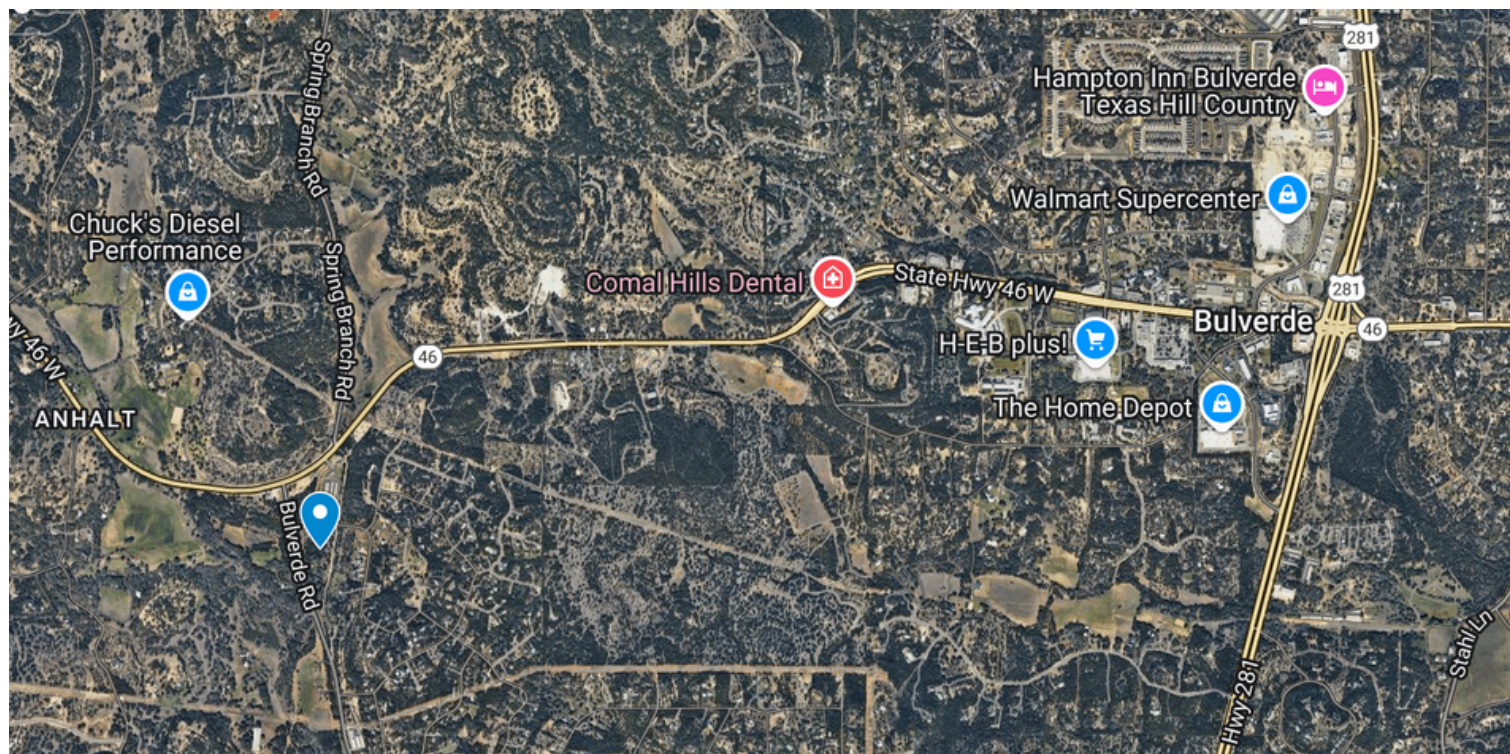 281
Hampton Inn Bulverde
Texas Hill Country
Spring Branch Rd
Walmart Supercenter
Chuck's Diesel
Performance
Spring Branch Rd
Comal Hills Dental
State Hwy 46 W
281
Bulverde
46
H-E-B plus!
46
wy 46 W
The Home Depot
ANHALT
Bulverde Rd
Stahl Ln
Hwy 281